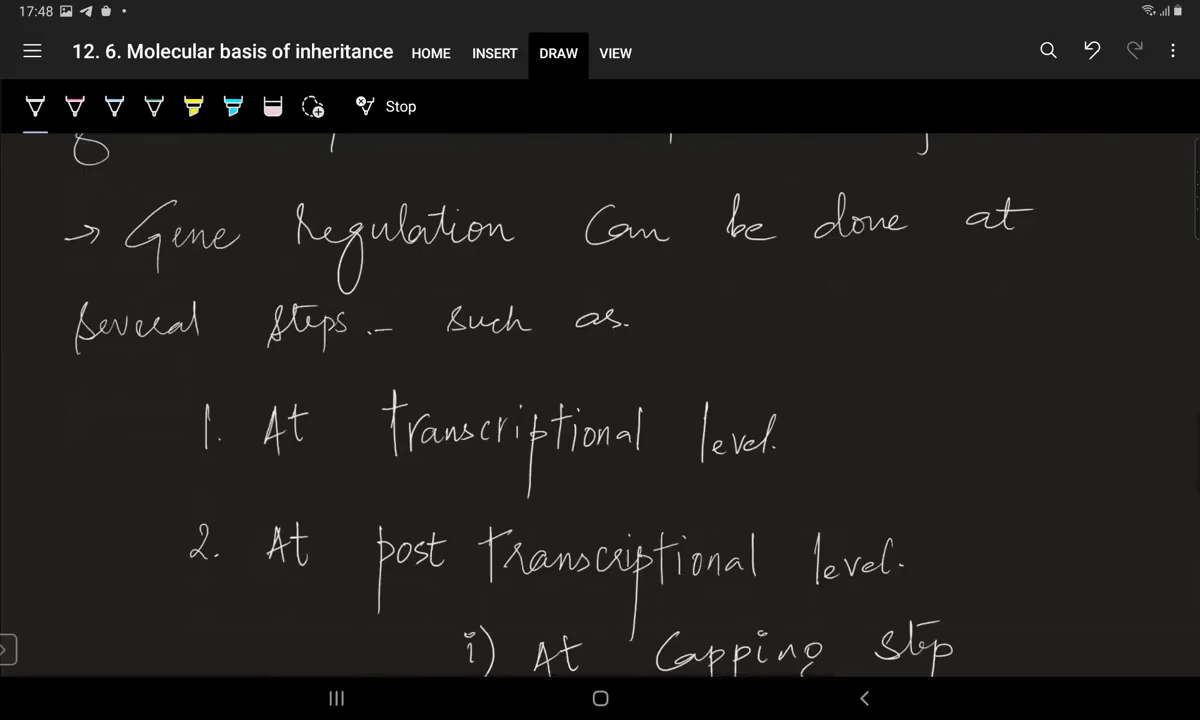 17:48
12. 6. Molecular basis of inheritance HOME INSERT DRAW VIEW
Stop
→ Gene Regulation Can be done at
several steps.- such as.
1. At transcriptional level.
2. At post transcriptional level.
i) At Capping step